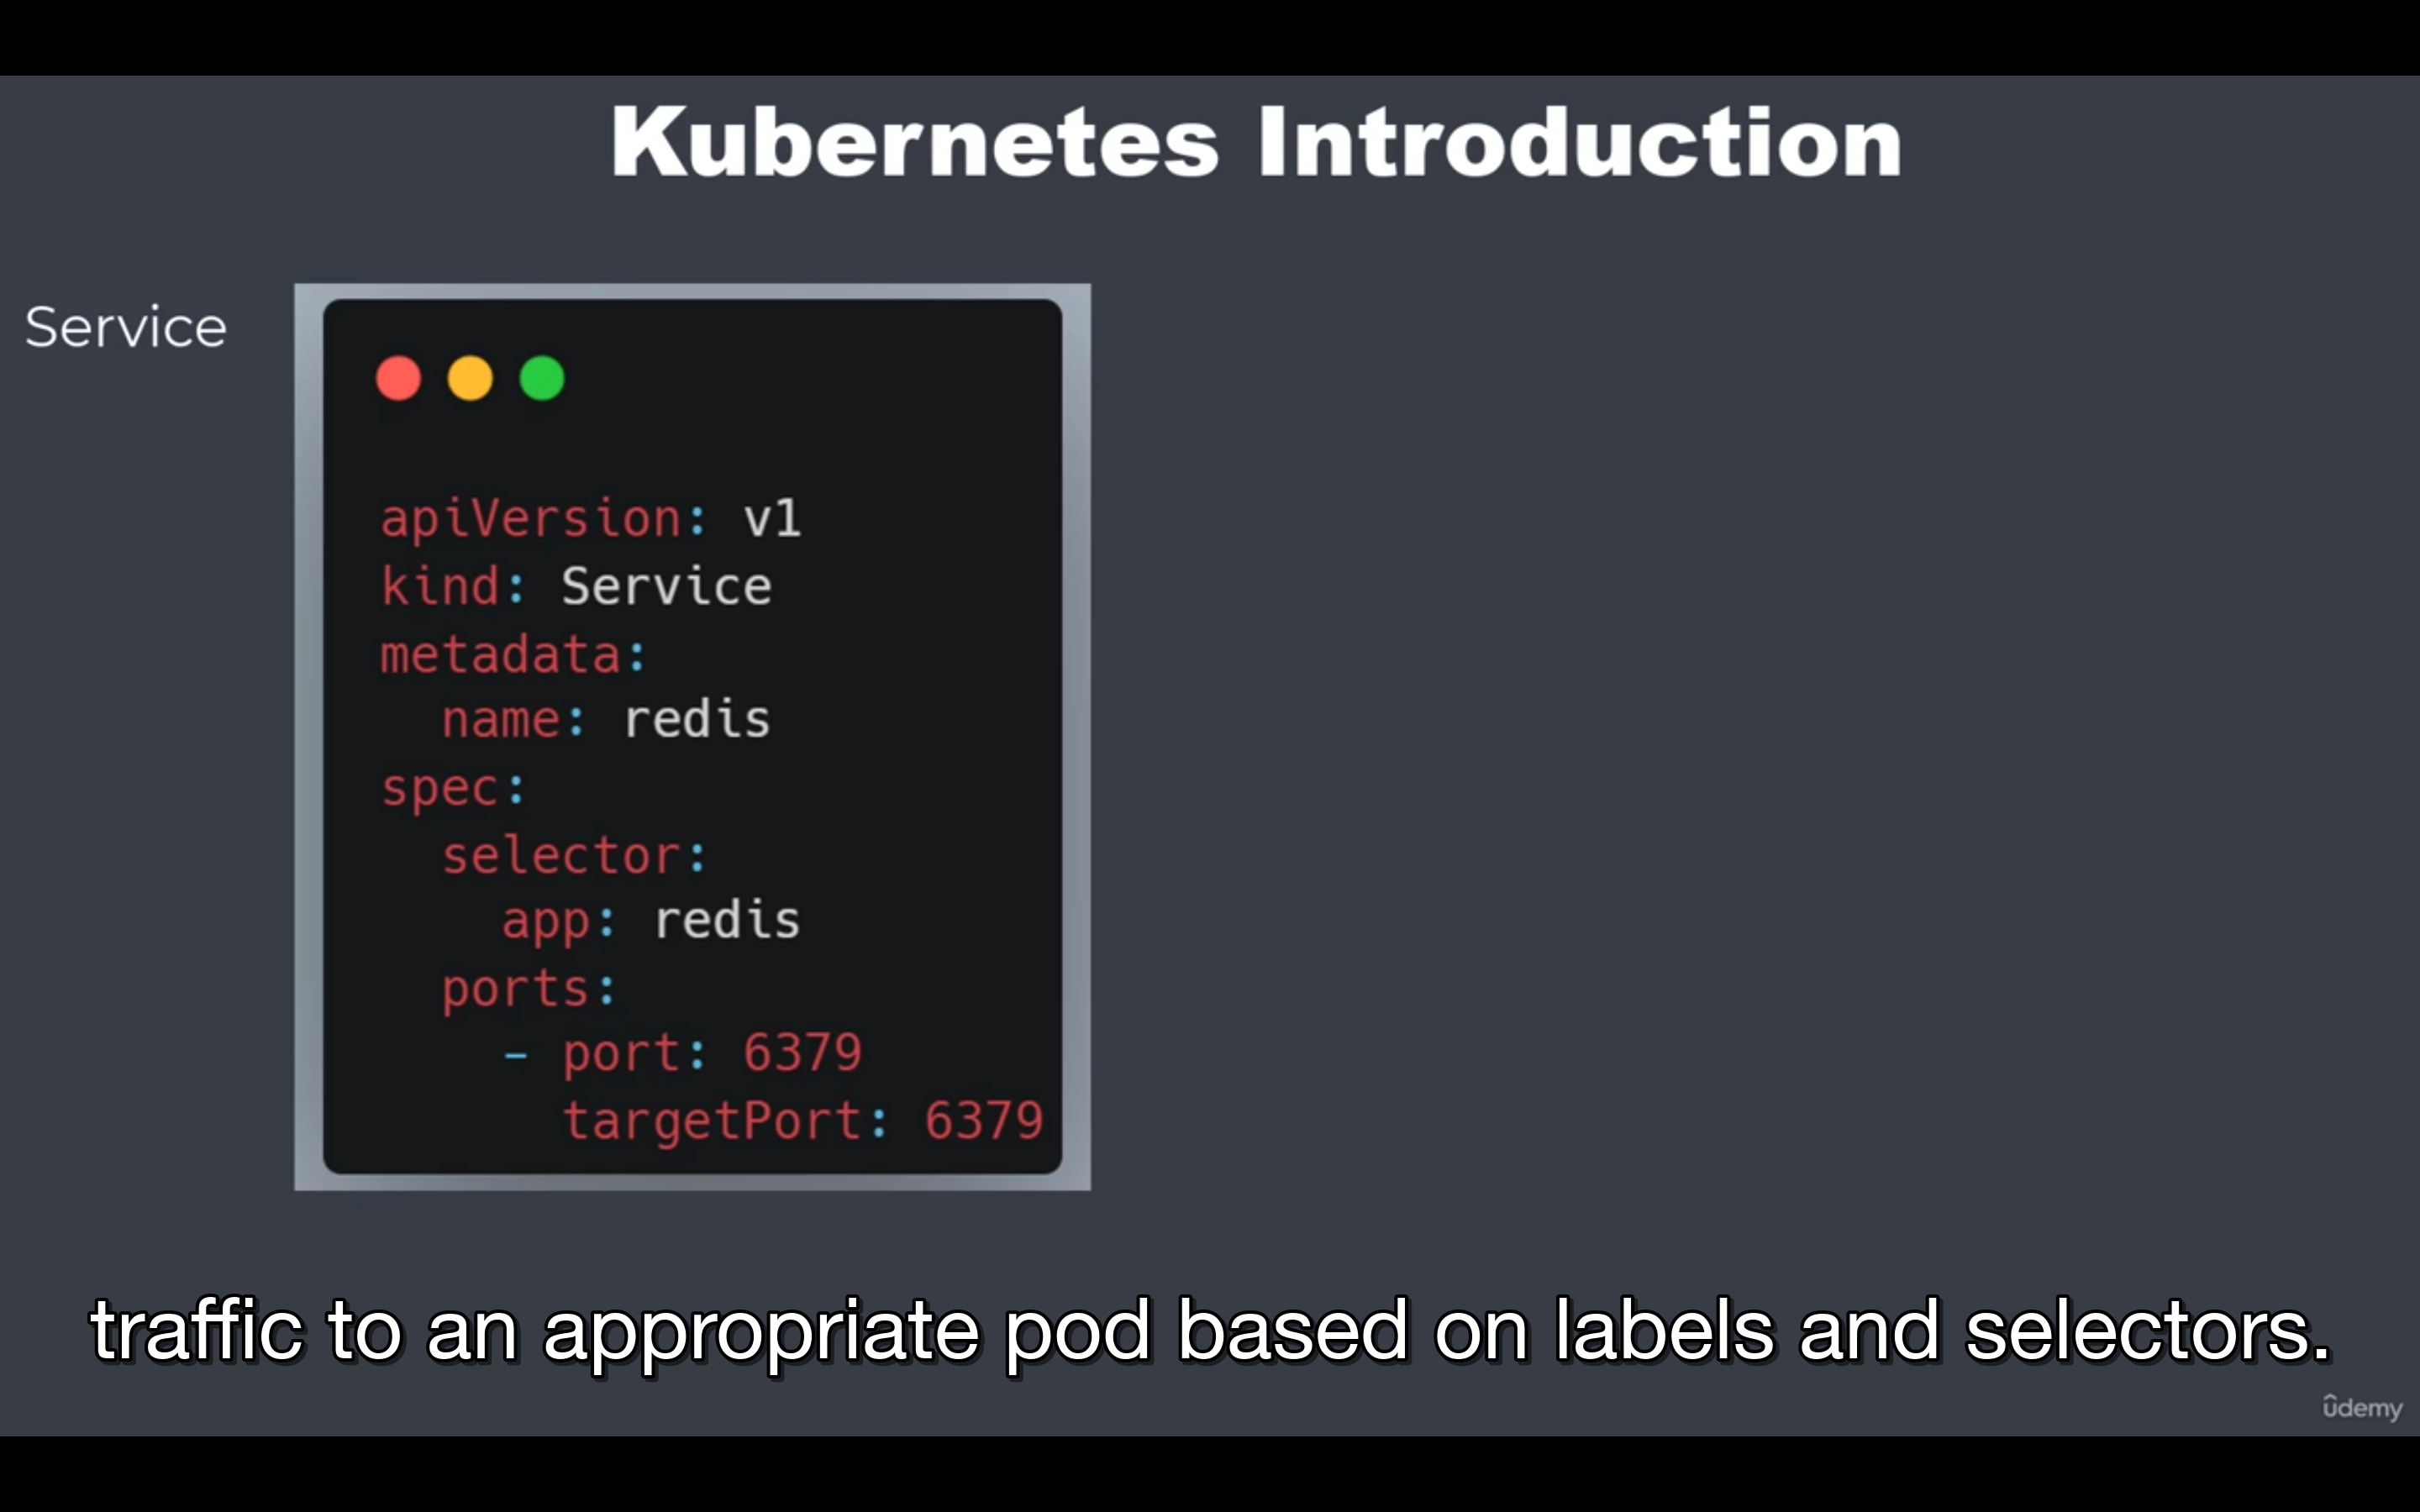 Kubernetes Introduction
Service
apiVersion: v1
kind: Service
metadata:
  name: redis
spec:
  selector:
    app: redis
  ports:
    - port: 6379
      targetPort: 6379
traffic to an appropriate pod based on labels and selectors.
ûdemy